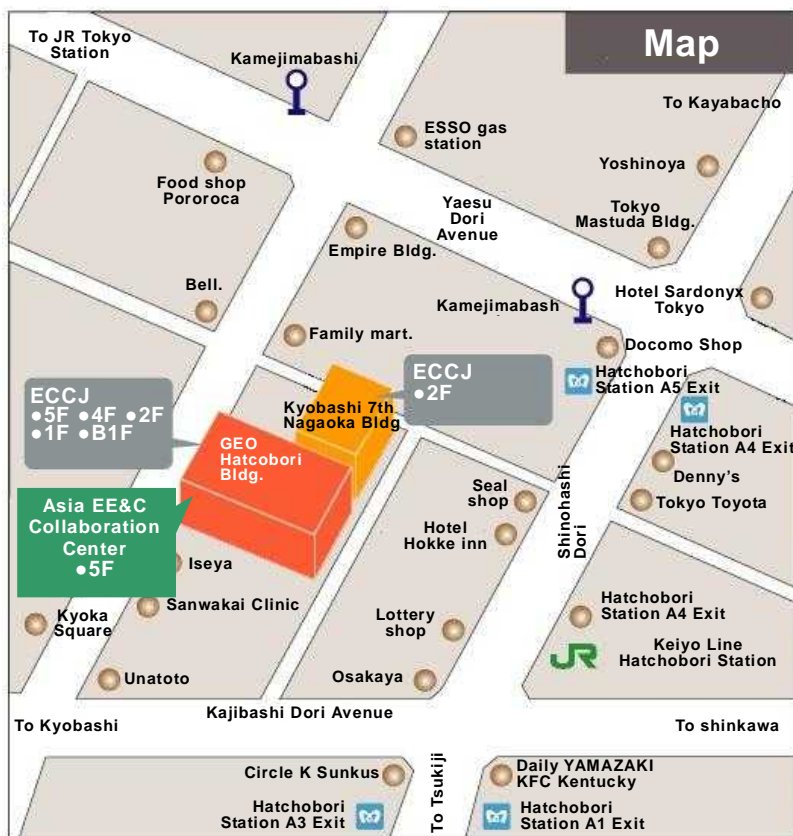 Map
To JR Tokyo
Station
Kamejimabashi
To Kayabacho
ESSO gas
station
Yoshinoya
Food shop
Pororoca
Yaesu
Dori
Avenue
Tokyo
Mastuda Bldg.
Empire Bldg.
Bell.
Kamejimabash
Hotel Sardonyx
Tokyo
Family mart.
Docomo Shop
ECCJ
●5F ●4F ●2F
●1F ●B1F
ECCJ
●2F
Hatchobori
Station A5 Exit
Kyobashi 7th
Nagaoka Bldg
GEO
Hatcobori
Bldg.
Hatchobori
Station A4 Exit
Denny's
Seal
shop
Tokyo Toyota
Asia EE&C
Collaboration
Center
●5F
Hotel
Hokke inn
Shinohashi
Dori
Iseya
Sanwakai Clinic
Kyoka
Square
Lottery
shop
Hatchobori
Station A4 Exit
JR
Keiyo Line
Hatchobori Station
Unatoto
Osakaya
To Kyobashi
Kajibashi Dori Avenue
To shinkawa
Circle K Sunkus
To Tsukiji
Daily YAMAZAKI
KFC Kentucky
Hatchobori
Station A3 Exit
Hatchobori
Station A1 Exit